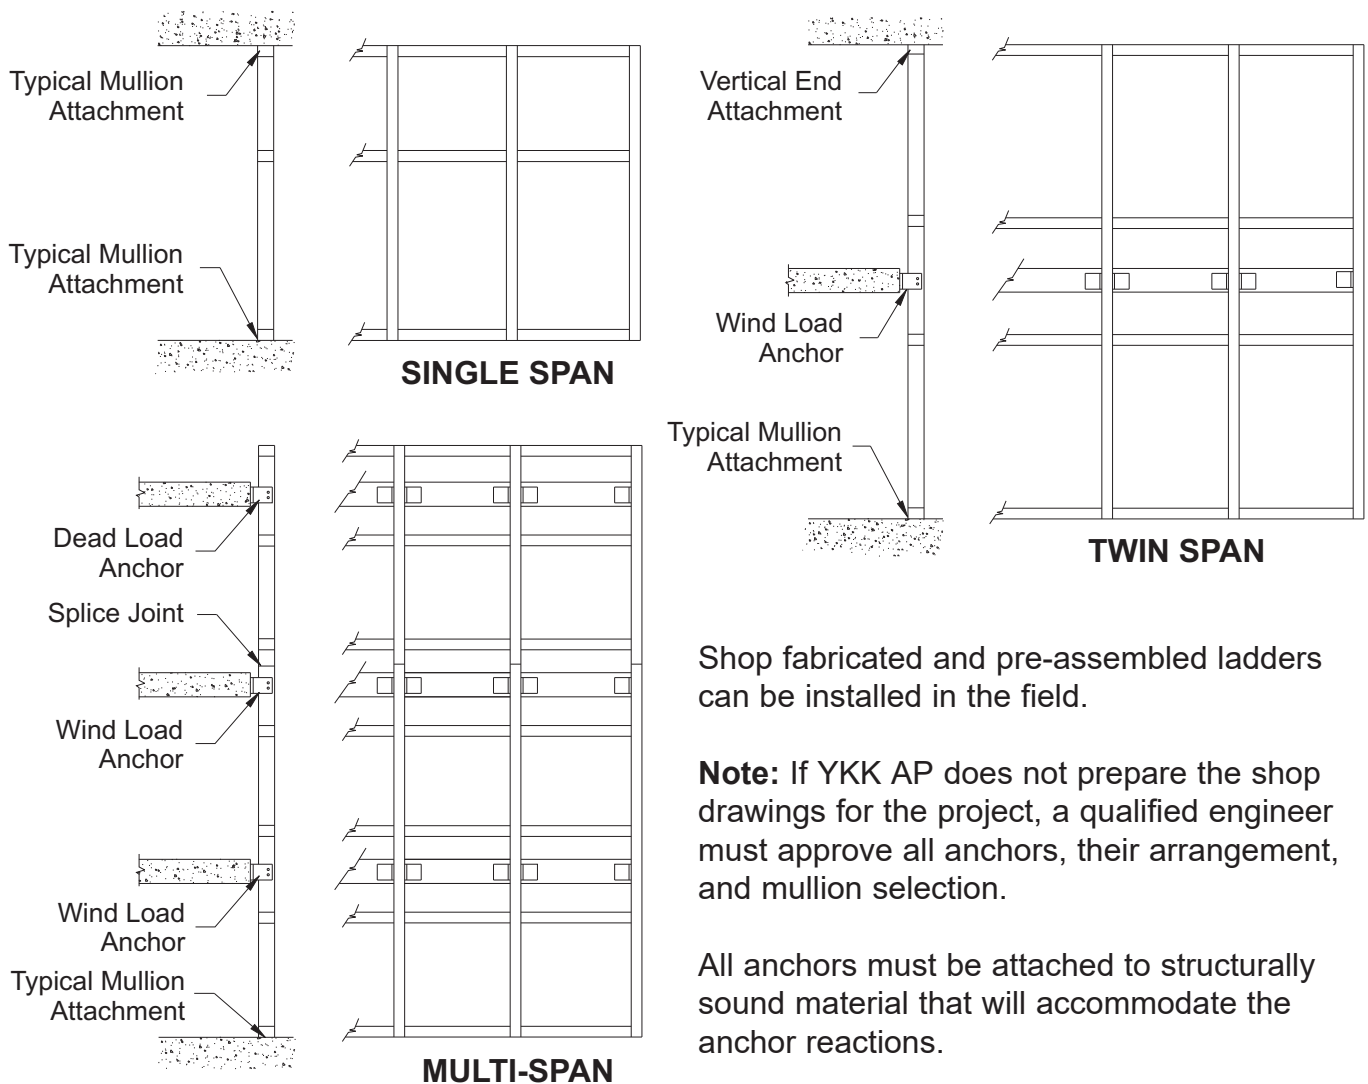 Typical Mullion
Attachment
Typical Mullion
Attachment
SINGLE SPAN
Vertical End
Attachment
Wind Load
Anchor
Typical Mullion
Attachment
TWIN SPAN
Dead Load
Anchor
Splice Joint
Wind Load
Anchor
Wind Load
Anchor
Typical Mullion
Attachment
MULTI-SPAN
Shop fabricated and pre-assembled ladders
can be installed in the field.
Note: If YKK AP does not prepare the shop
drawings for the project, a qualified engineer
must approve all anchors, their arrangement,
and mullion selection.
All anchors must be attached to structurally
sound material that will accommodate the
anchor reactions.